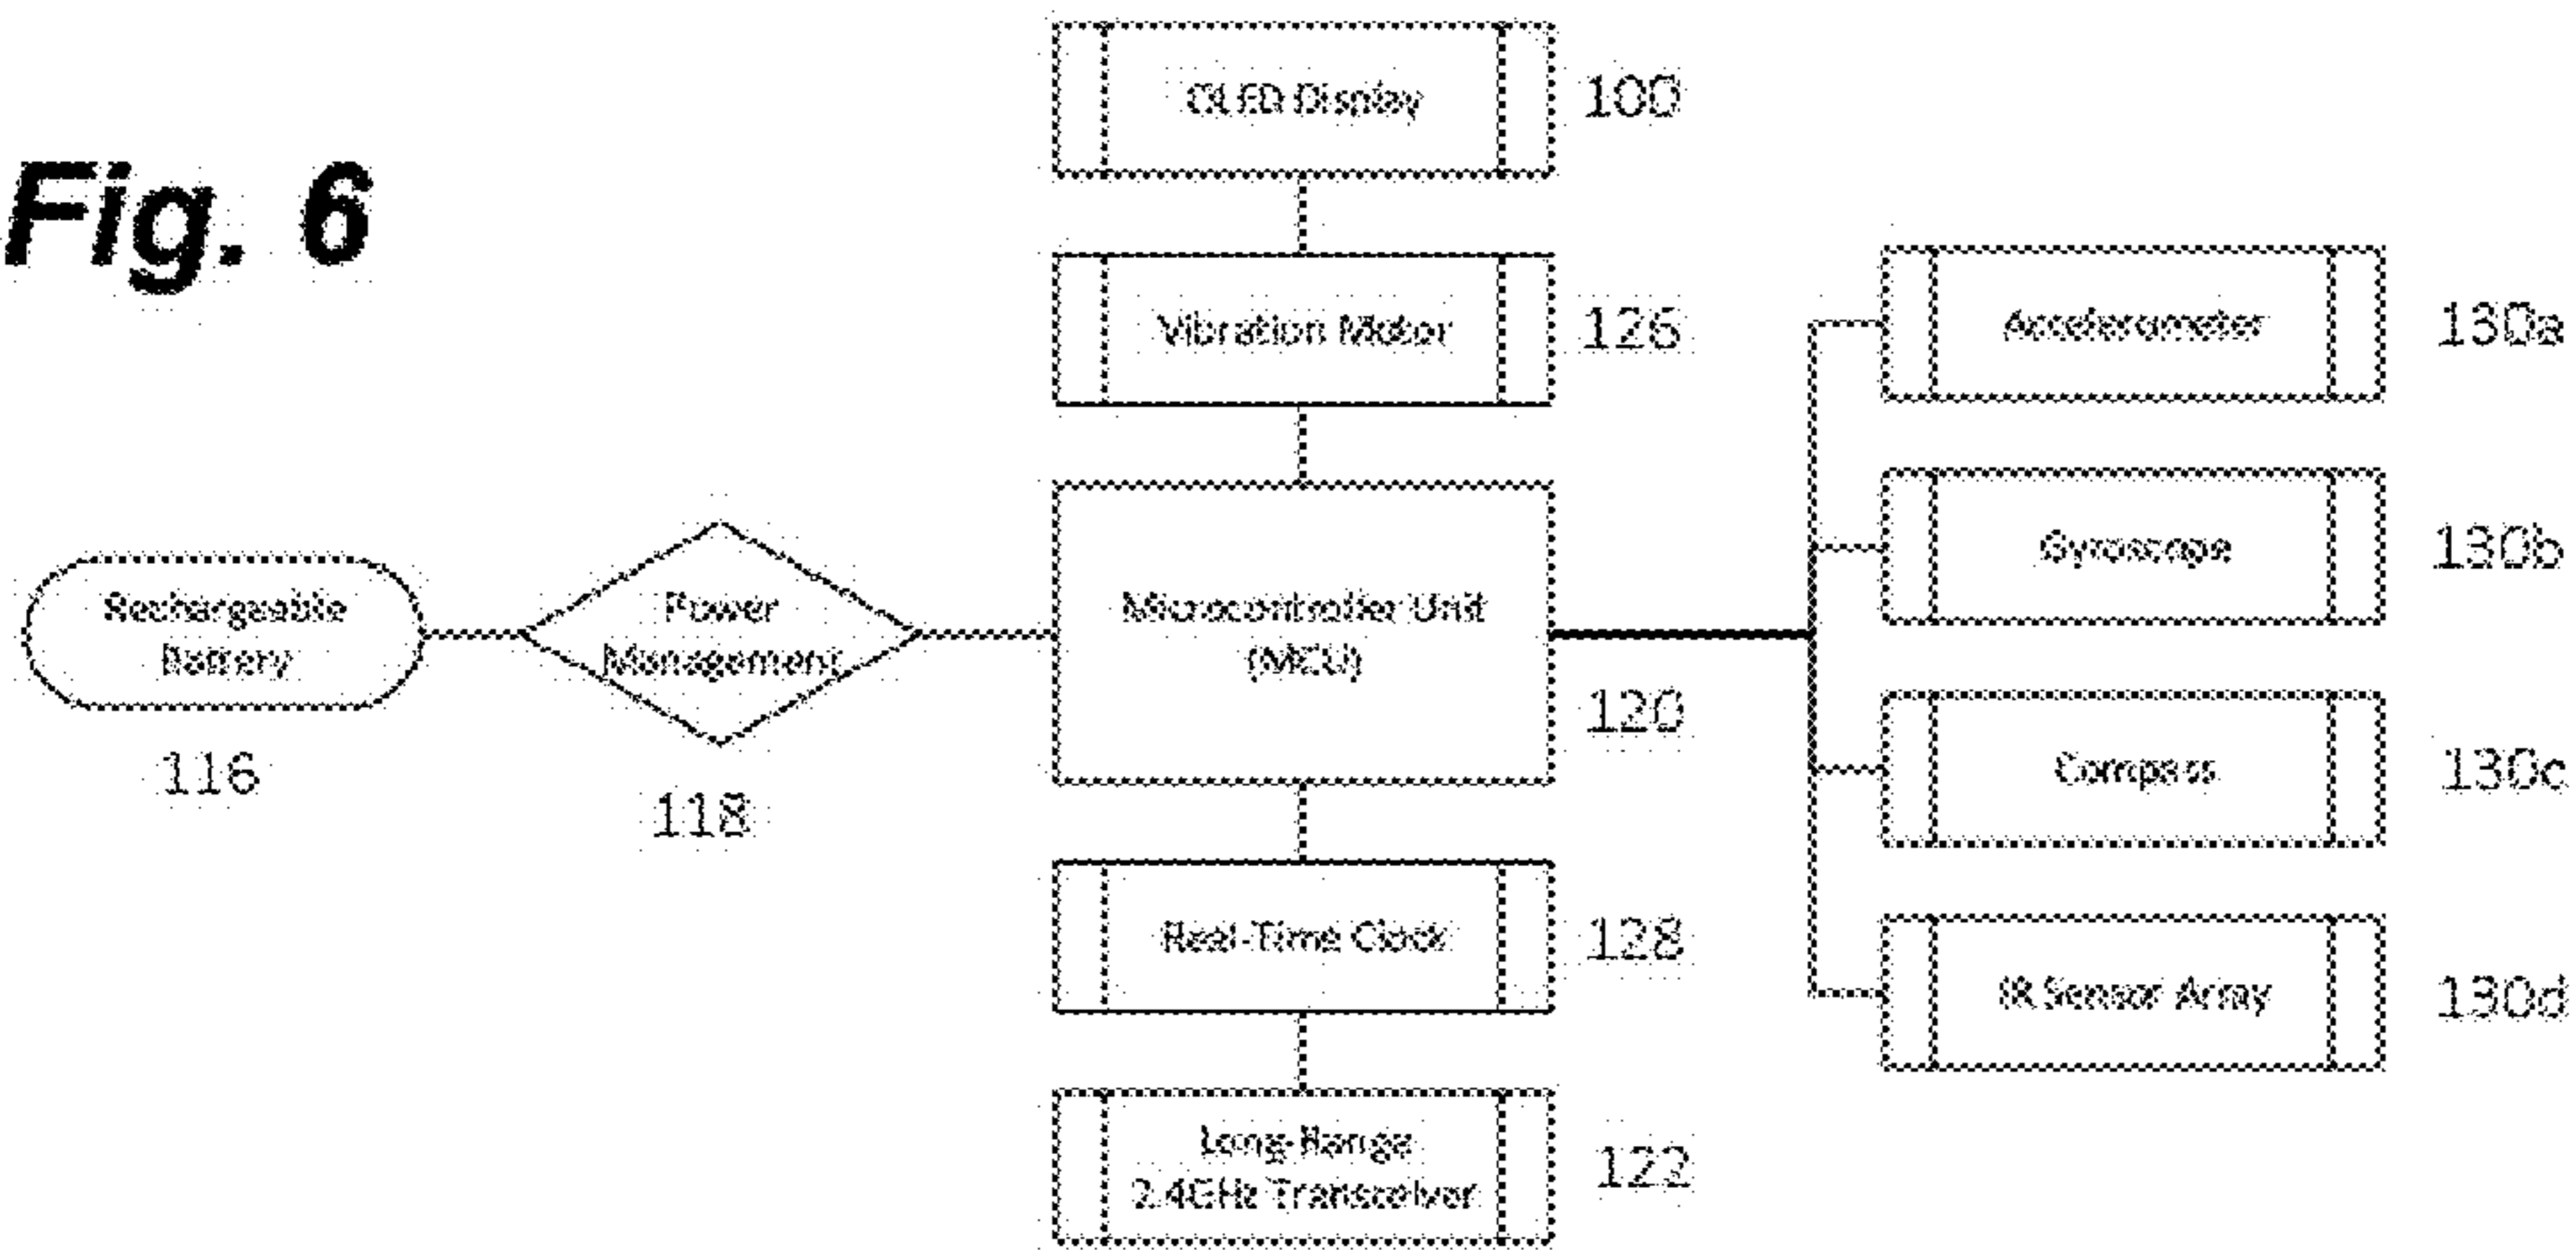 Fig. 6
OLED Display
100
Vibration Motor
126
Accelerometer
130a
Gyroscope
130b
Rechargeable
Battery
116
Power
Management
118
Microcontroller Unit
(MCU)
120
Compass
130c
Real-Time Clock
128
IR Sensor Array
130d
Long-Range
2.4GHz Transceiver
122